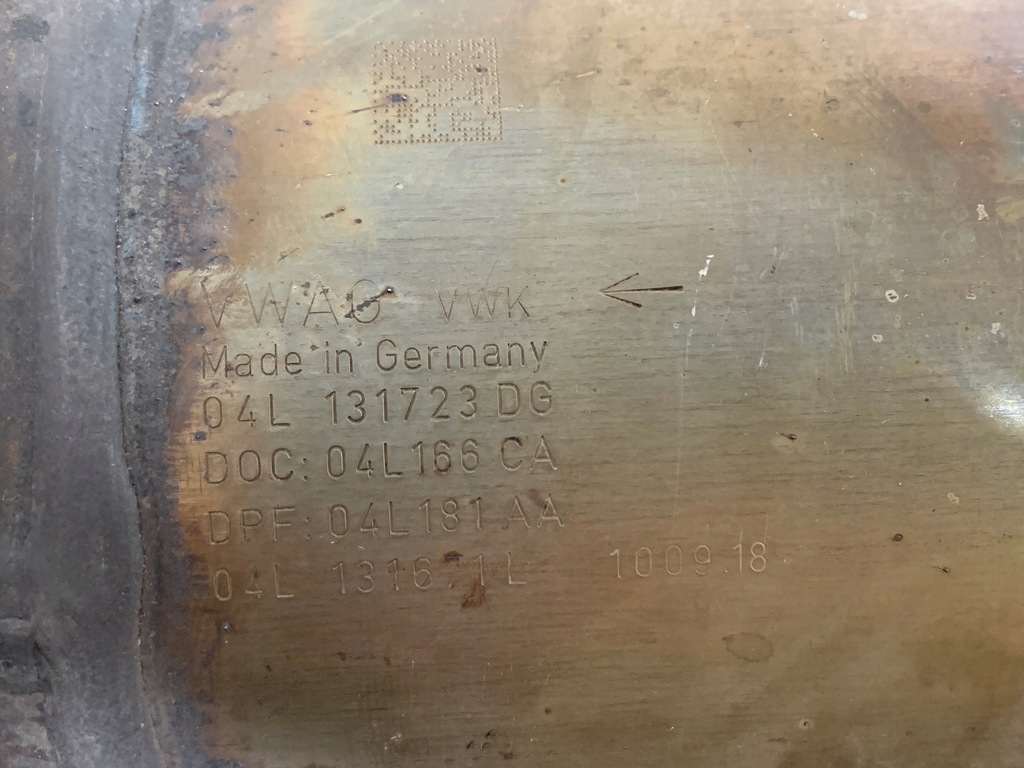 VWAG VWK
Made in Germany
04L 131723 DG
DOC: 04L166 CA
DPF: 04L181 AA
04L 1009.18